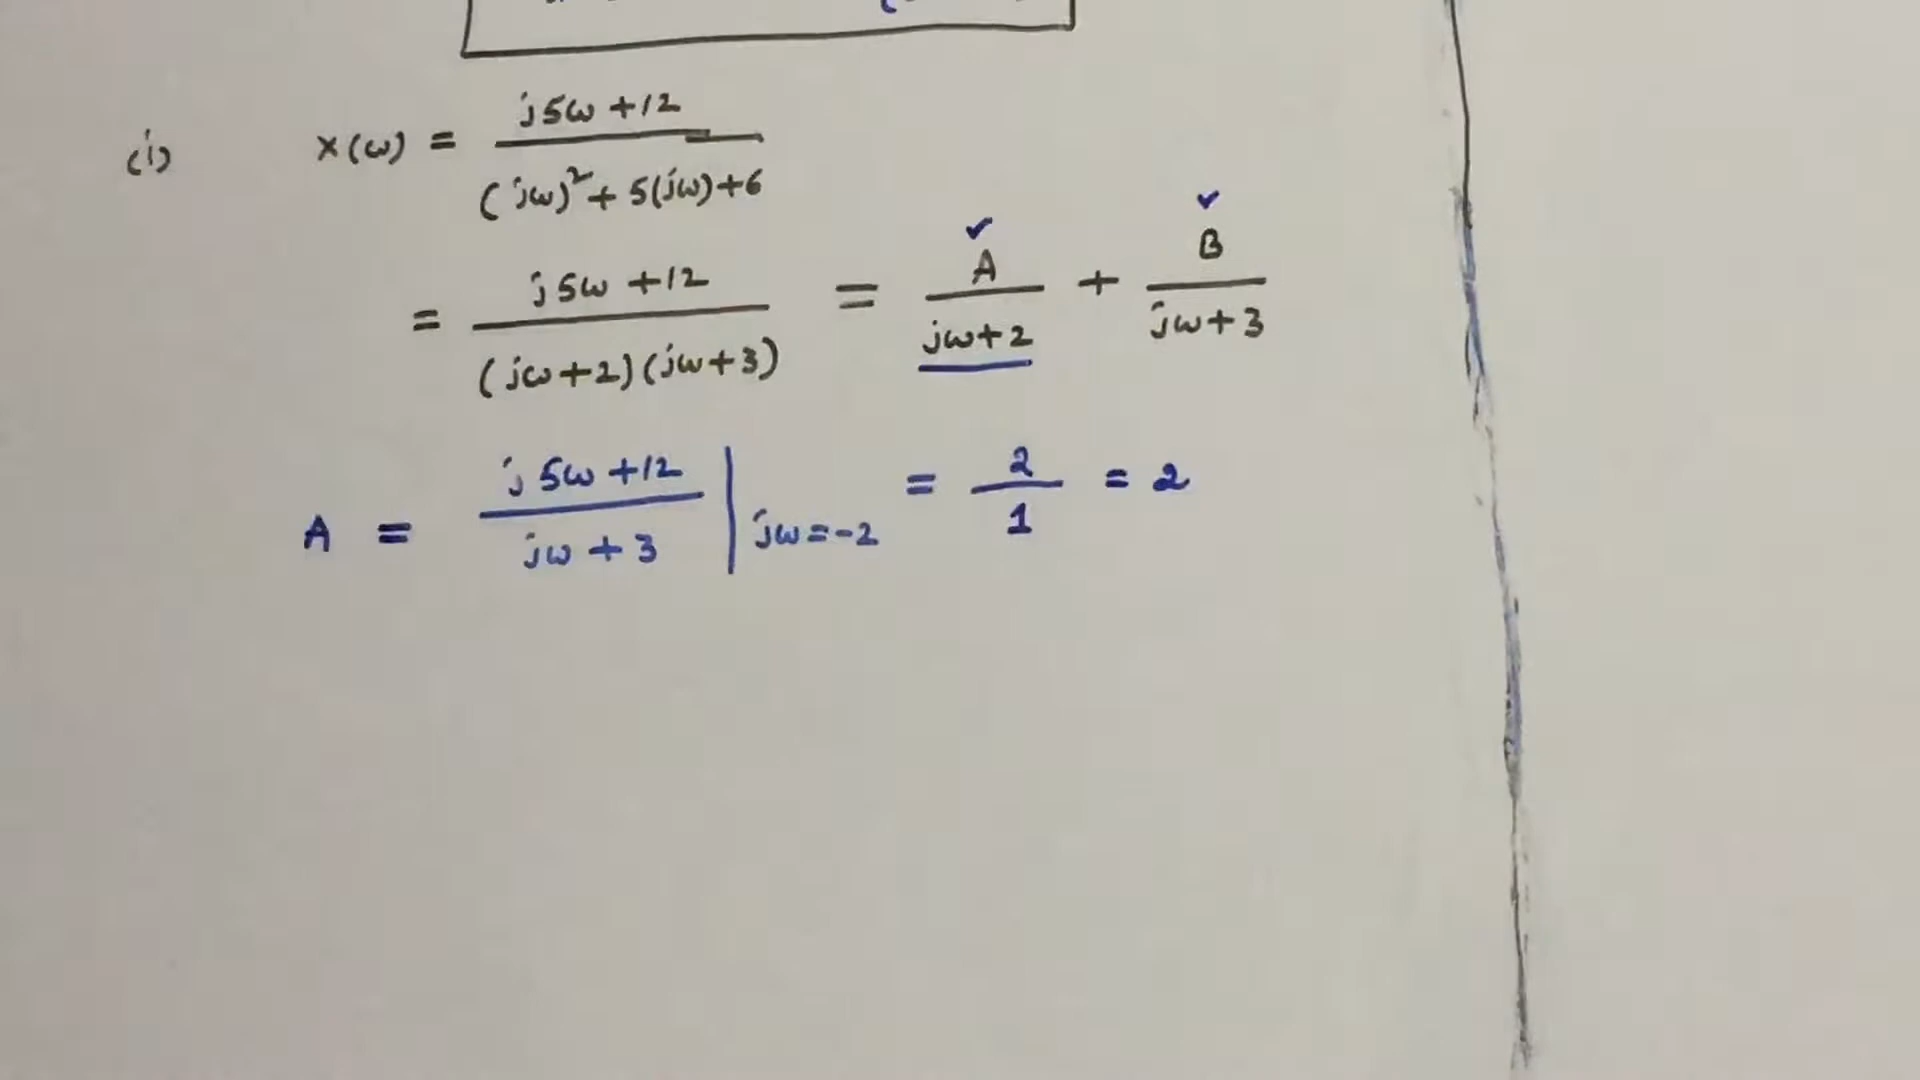 (i) x(ω) = j5ω + 12 / (jω)² + 5(jω) + 6
= j5ω + 12 / (jω + 2)(jω + 3) = A / jω + 2 + B / jω + 3
A = j5ω + 12 / jω + 3 | jω = -2 = 2 / 1 = 2